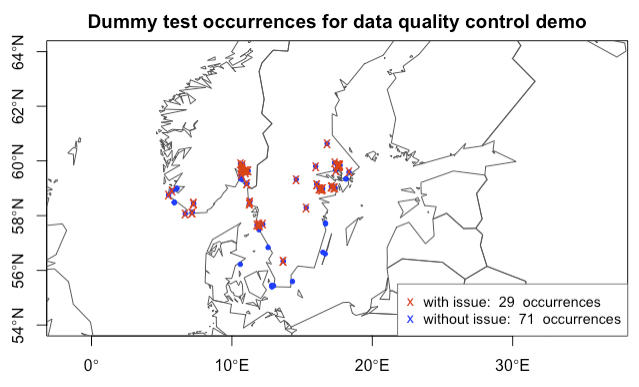 Dummy test occurrences for data quality control demo
64°N
62°N
60°N
58°N
56°N
54°N
x with issue: 29 occurrences
x without issue: 71 occurrences
0° 10°E 20°E 30°E